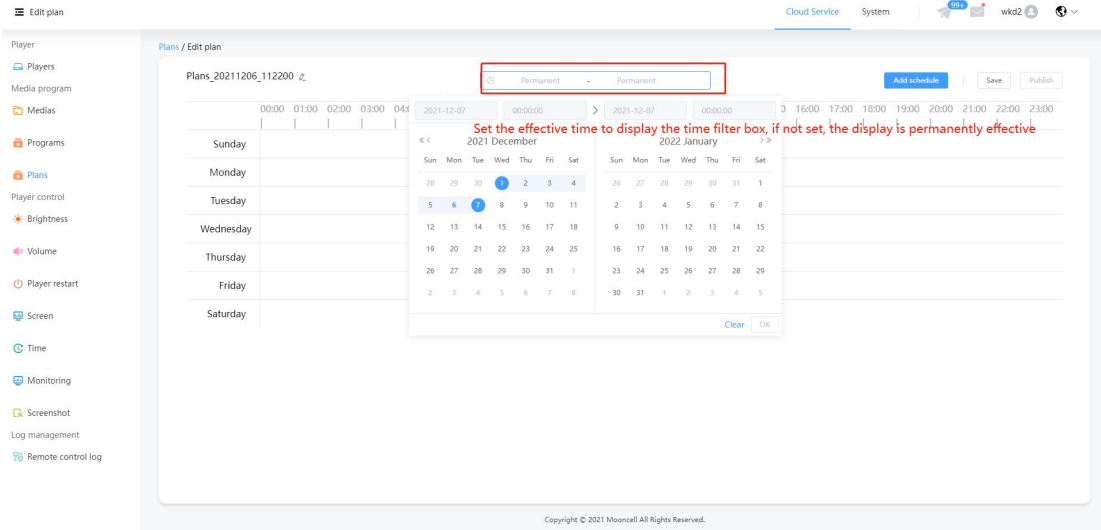 Edit plan
Cloud Service System 99+ wkd2
Player
Players
Media program
Medias
Programs
Plans
Player control
Brightness
Volume
Player restart
Screen
Time
Monitoring
Screenshot
Log management
Remote control log
Plans / Edit plan
Plans_20211206_112200
Permanent - Permanent
Add schedule Save Publish
00:00 01:00 02:00 03:00 16:00 17:00 18:00 19:00 20:00 21:00 22:00 23:00
2021-12-07 00:00:00 > 2021-12-07 00:00:00
Set the effective time to display the time filter box, if not set, the display is permanently effective
Sunday
Monday
Tuesday
Wednesday
Thursday
Friday
Saturday
« < 2021 December
Sun Mon Tue Wed Thu Fri Sat
28 29 30 1 2 3 4
5 6 7 8 9 10 11
12 13 14 15 16 17 18
19 20 21 22 23 24 25
26 27 28 29 30 31 1
2 3 4 5 6 7 8
2022 January > »
Sun Mon Tue Wed Thu Fri Sat
26 27 28 29 30 31 1
2 3 4 5 6 7 8
9 10 11 12 13 14 15
16 17 18 19 20 21 22
23 24 25 26 27 28 29
30 31 1 2 3 4 5
Clear OK
Copyright © 2021 Mooncell All Rights Reserved.